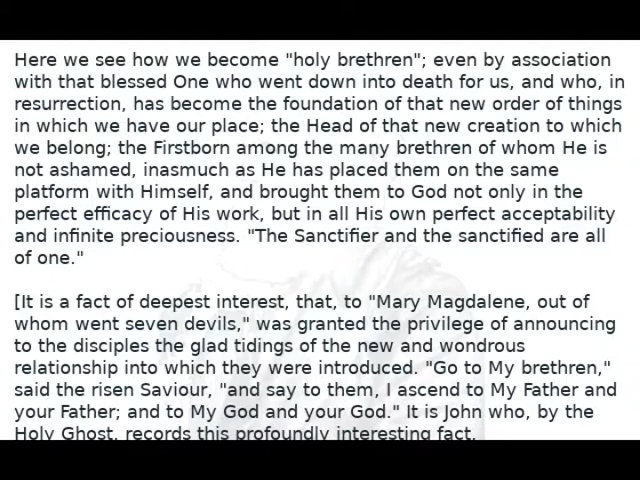 Here we see how we become "holy brethren"; even by association
with that blessed One who went down into death for us, and who, in
resurrection, has become the foundation of that new order of things
in which we have our place; the Head of that new creation to which
we belong; the Firstborn among the many brethren of whom He is
not ashamed, inasmuch as He has placed them on the same
platform with Himself, and brought them to God not only in the
perfect efficacy of His work, but in all His own perfect acceptability
and infinite preciousness. "The Sanctifier and the sanctified are all
of one."

[It is a fact of deepest interest, that, to "Mary Magdalene, out of
whom went seven devils," was granted the privilege of announcing
to the disciples the glad tidings of the new and wondrous
relationship into which they were introduced. "Go to My brethren,"
said the risen Saviour, "and say to them, I ascend to My Father and
your Father; and to My God and your God." It is John who, by the
Holy Ghost, records this profoundly interesting fact.